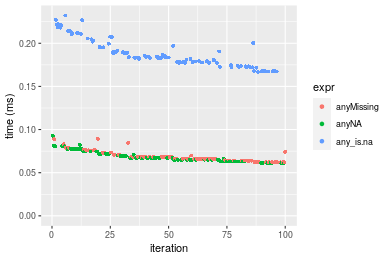 0.20
0.15
0.10
0.05
0.00
time (ms)
0
25
50
75
100
iteration
expr
anyMissing
anyNA
any_is.na